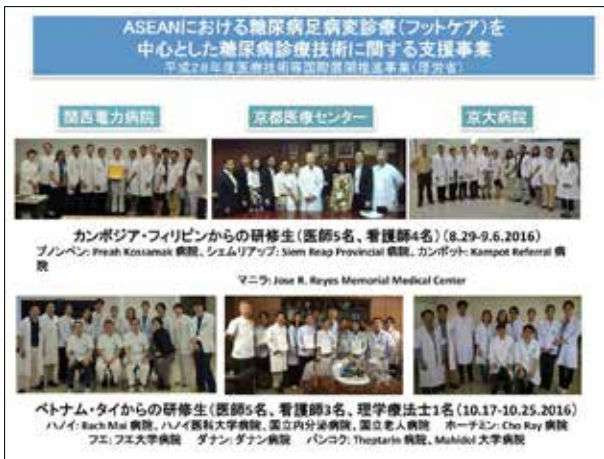 ASEANにおける糖尿病足病変診療(フットケア)を
中心とした糖尿病診療技術に関する支援事業
平成28年度医療技術等国際展開推進事業(厚労省)
関西電力病院 京都医療センター 京大病院
カンボジア・フィリピンからの研修生(医師5名、看護師4名)(8.29-9.6.2016)
プノンペン: Preah Kossamak 病院、シェムリアップ: Siem Reap Provincial 病院、カンポット: Kampot Referral 病
院
マニラ: Jose R. Reyes Memorial Medical Center
ベトナム・タイからの研修生(医師5名、看護師3名、理学療法士1名)(10.17-10.25.2016)
ハノイ: Bach Mai 病院、ハノイ医科大学病院、国立内分泌病院、国立老人病院 ホーチミン: Cho Ray 病院
フエ: フエ大学病院 ダナン: ダナン病院 バンコク: Theptarin 病院、Mahidol 大学病院